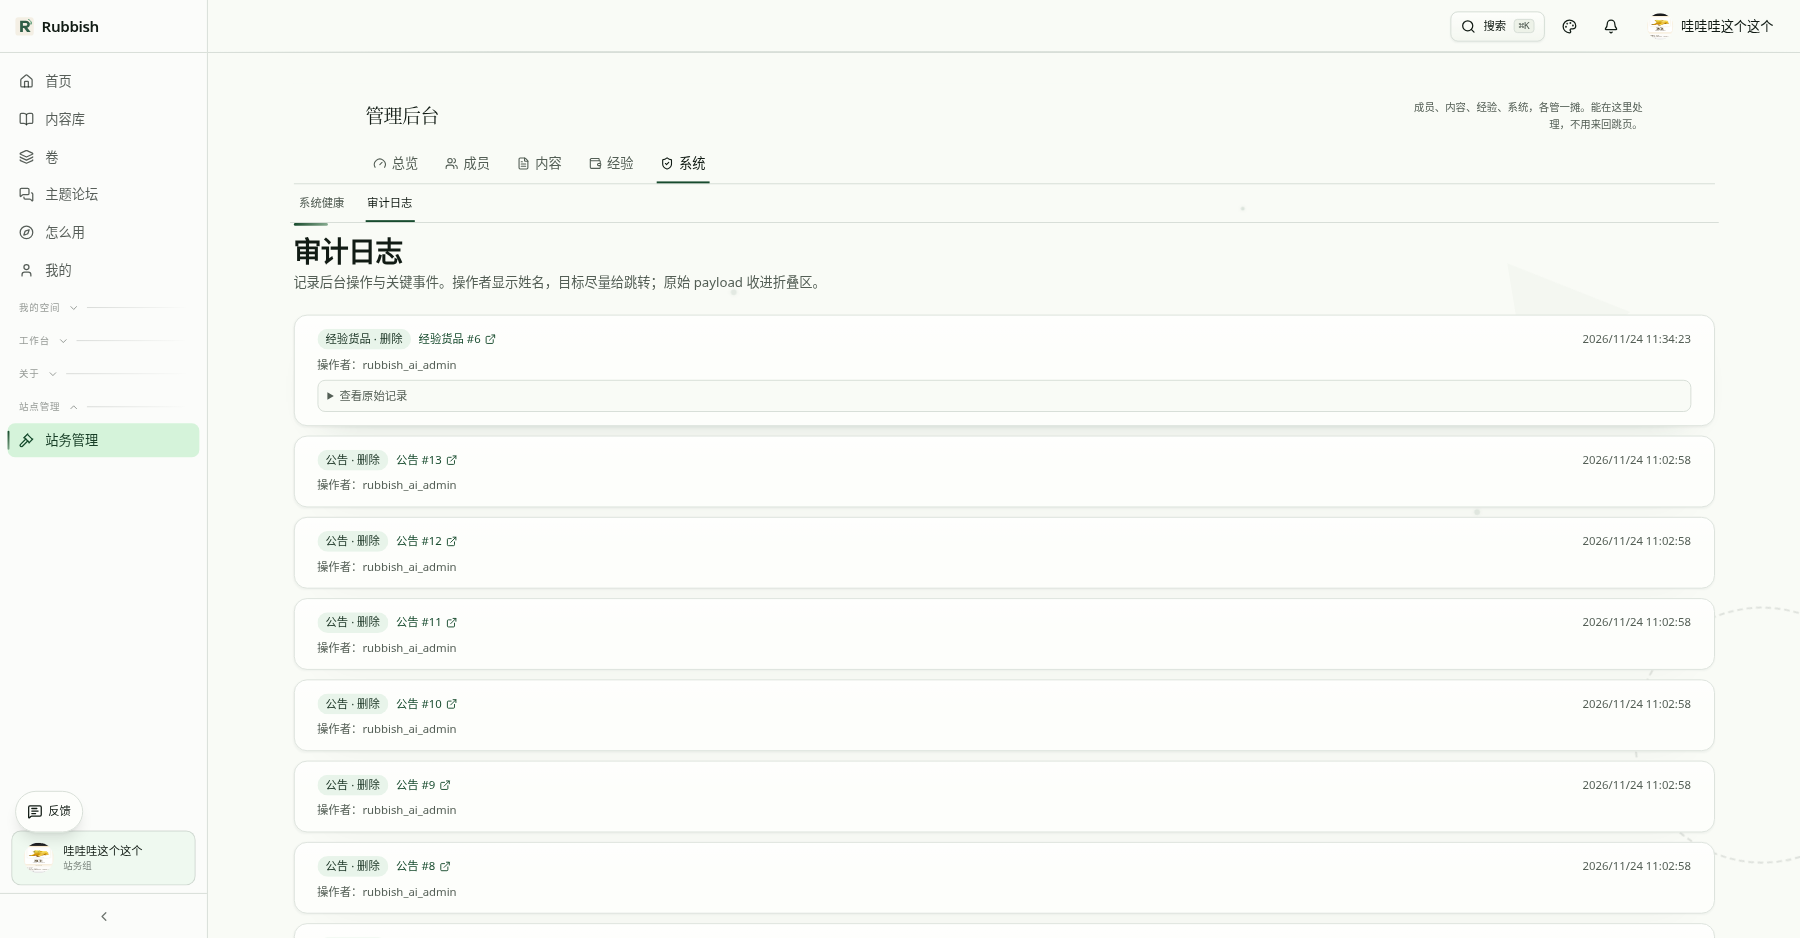 Rubbish
搜索 ⌘K
哇哇哇这个这个
首页
内容库
卷
主题论坛
怎么用
我的
我的空间
工作台
关于
站点管理
站务管理
反馈
哇哇哇这个这个
站务组
管理后台
成员、内容、经验、系统，各管一摊。能在这里处
理，不用来回跳页。
总览 成员 内容 经验 系统
系统健康 审计日志
审计日志
记录后台操作与关键事件。操作者显示姓名，目标尽量给跳转；原始 payload 收进折叠区。
经验货品 · 删除 经验货品 #6 2026/11/24 11:34:23
操作者：rubbish_ai_admin
查看原始记录
公告 · 删除 公告 #13 2026/11/24 11:02:58
操作者：rubbish_ai_admin
公告 · 删除 公告 #12 2026/11/24 11:02:58
操作者：rubbish_ai_admin
公告 · 删除 公告 #11 2026/11/24 11:02:58
操作者：rubbish_ai_admin
公告 · 删除 公告 #10 2026/11/24 11:02:58
操作者：rubbish_ai_admin
公告 · 删除 公告 #9 2026/11/24 11:02:58
操作者：rubbish_ai_admin
公告 · 删除 公告 #8 2026/11/24 11:02:58
操作者：rubbish_ai_admin